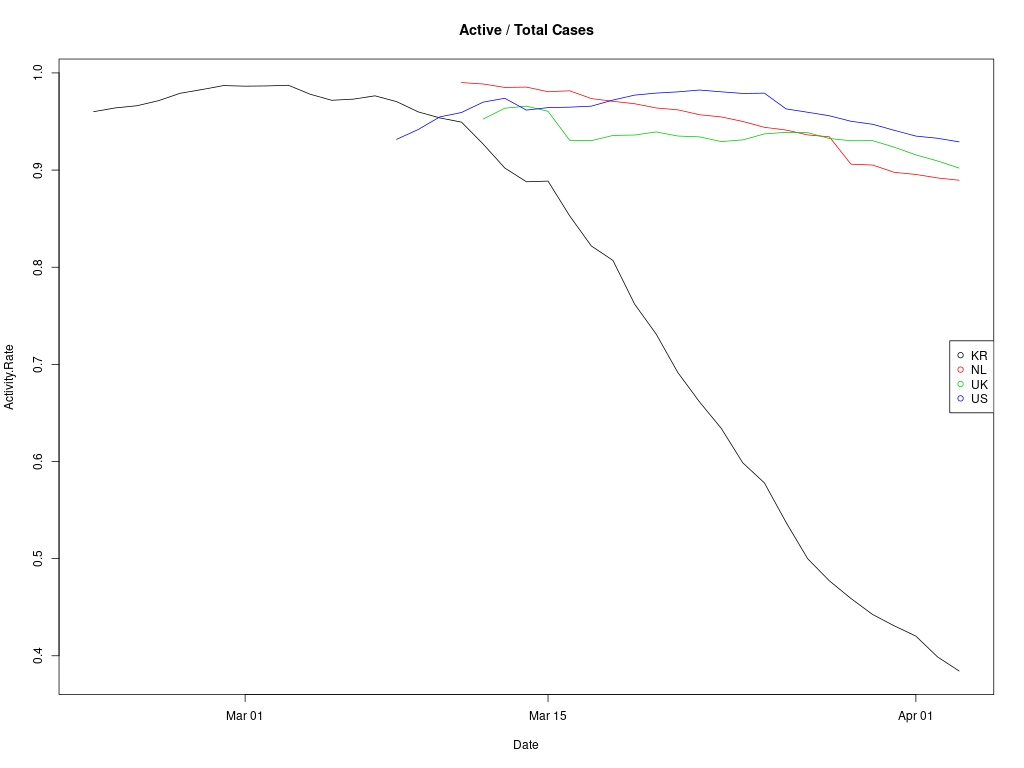 Active / Total Cases
Activity.Rate
1.0
0.9
0.8
0.7
0.6
0.5
0.4
KR
NL
UK
US
Mar 01
Mar 15
Apr 01
Date